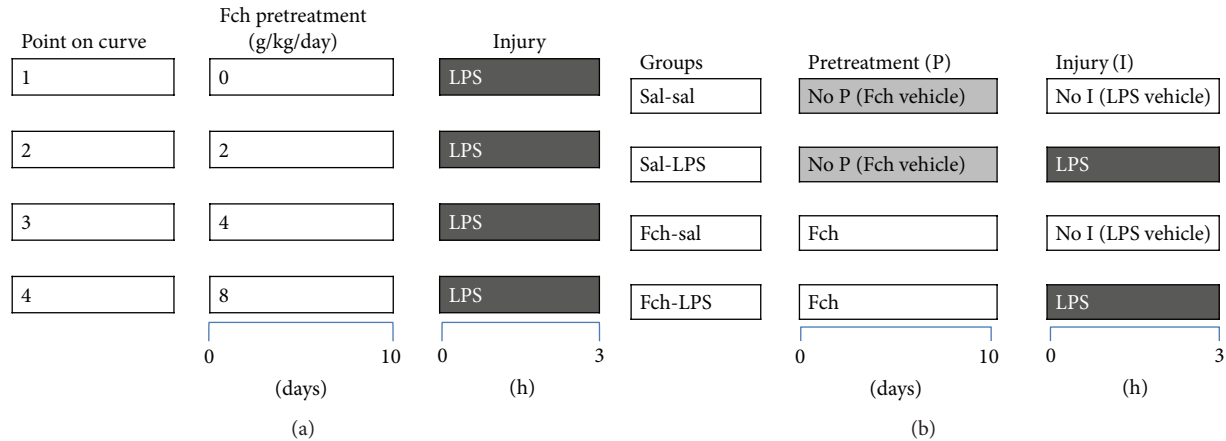 Point on curve
Fch pretreatment
(g/kg/day)
Injury
1
0
LPS
2
2
LPS
3
4
LPS
4
8
LPS
0
10
0
3
(days)
(h)
(a)
Groups
Pretreatment (P)
Injury (I)
Sal-sal
No P (Fch vehicle)
No I (LPS vehicle)
Sal-LPS
No P (Fch vehicle)
LPS
Fch-sal
Fch
No I (LPS vehicle)
Fch-LPS
Fch
LPS
0
10
0
3
(days)
(h)
(b)